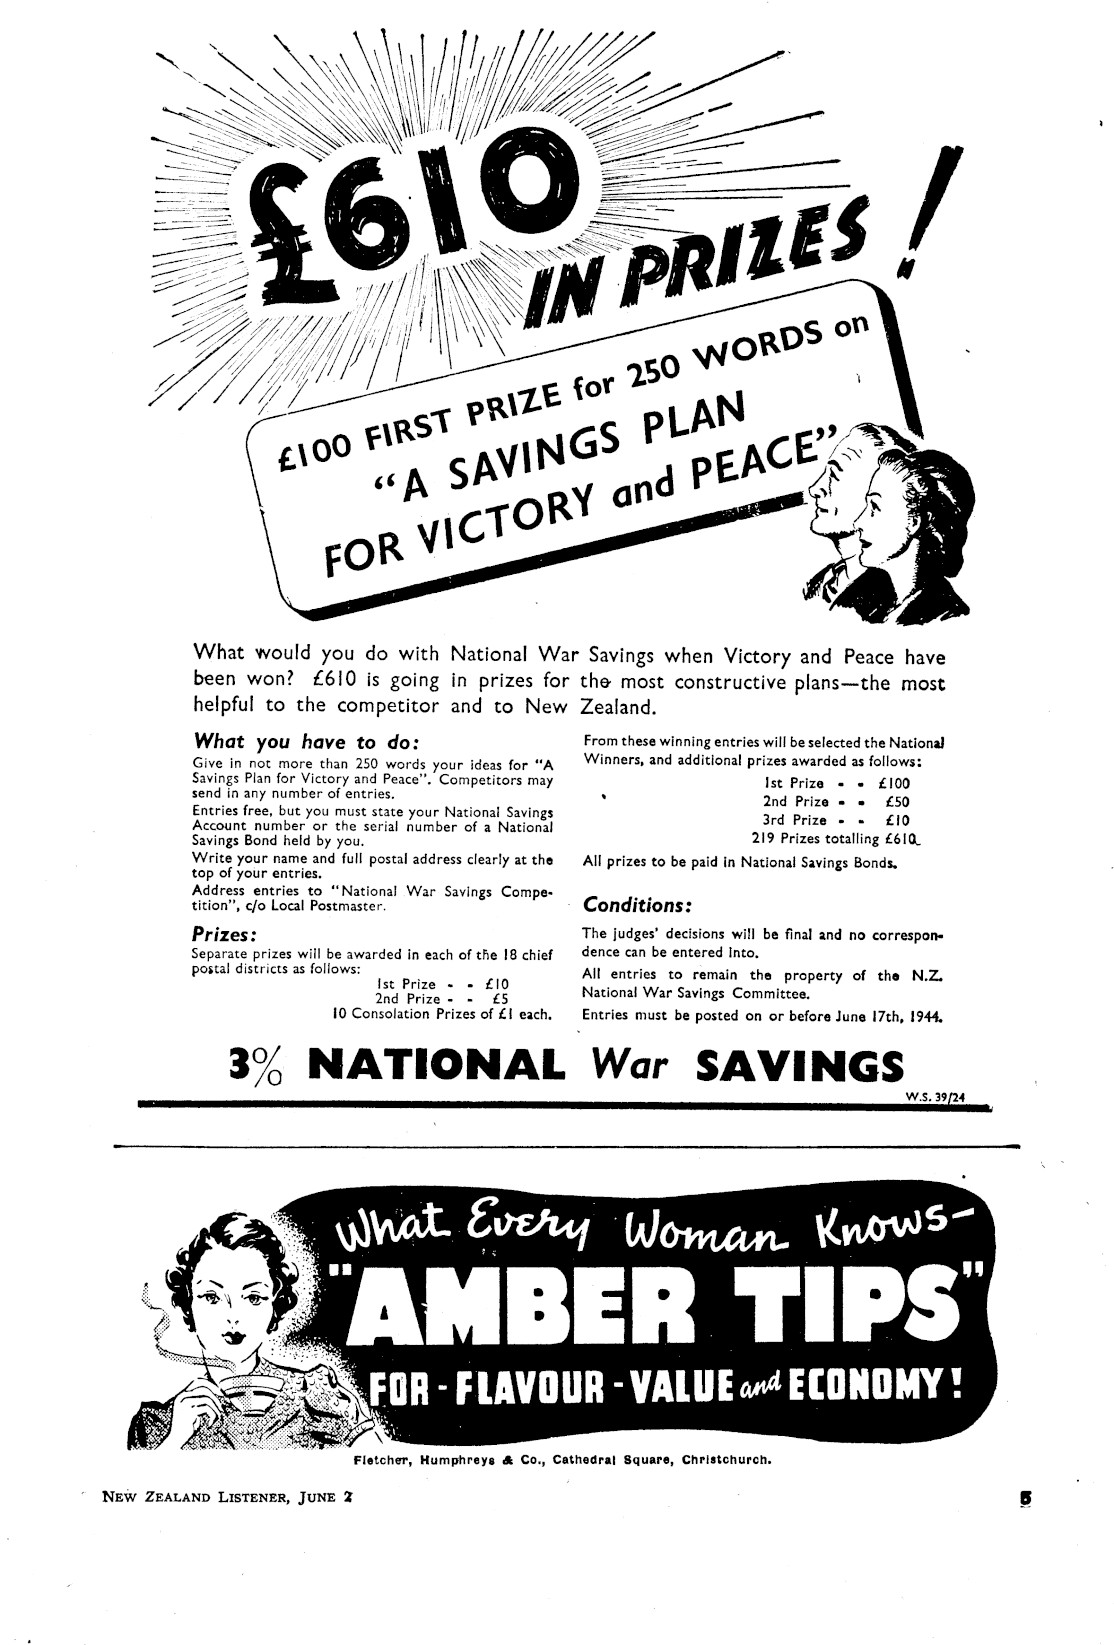 £610
IN PRIZES!
£100 FIRST PRIZE for 250 WORDS on
"A SAVINGS PLAN
FOR VICTORY and PEACE"
What would you do with National War Savings when Victory and Peace have
been won? £610 is going in prizes for the most constructive plans—the most
helpful to the competitor and to New Zealand.
What you have to do:
Give in not more than 250 words your ideas for "A
Savings Plan for Victory and Peace". Competitors may
send in any number of entries.
Entries free, but you must state your National Savings
Account number or the serial number of a National
Savings Bond held by you.
Write your name and full postal address clearly at the
top of your entries.
Address entries to "National War Savings Compe-
tition", c/o Local Postmaster.
Prizes:
Separate prizes will be awarded in each of the 18 chief
postal districts as follows:
1st Prize - - £10
2nd Prize - - £5
10 Consolation Prizes of £1 each.
From these winning entries will be selected the National
Winners, and additional prizes awarded as follows:
1st Prize - - £100
2nd Prize - - £50
3rd Prize - - £10
219 Prizes totalling £610.
All prizes to be paid in National Savings Bonds.
Conditions:
The judges' decisions will be final and no correspon-
dence can be entered into.
All entries to remain the property of the N.Z.
National War Savings Committee.
Entries must be posted on or before June 17th, 1944.
3% NATIONAL War SAVINGS
W.S. 39/24
What Every Woman Knows—
"AMBER TIPS"
FOR - FLAVOUR - VALUE and ECONOMY!
Fletcher, Humphreys & Co., Cathedral Square, Christchurch.
NEW ZEALAND LISTENER, JUNE 2
5